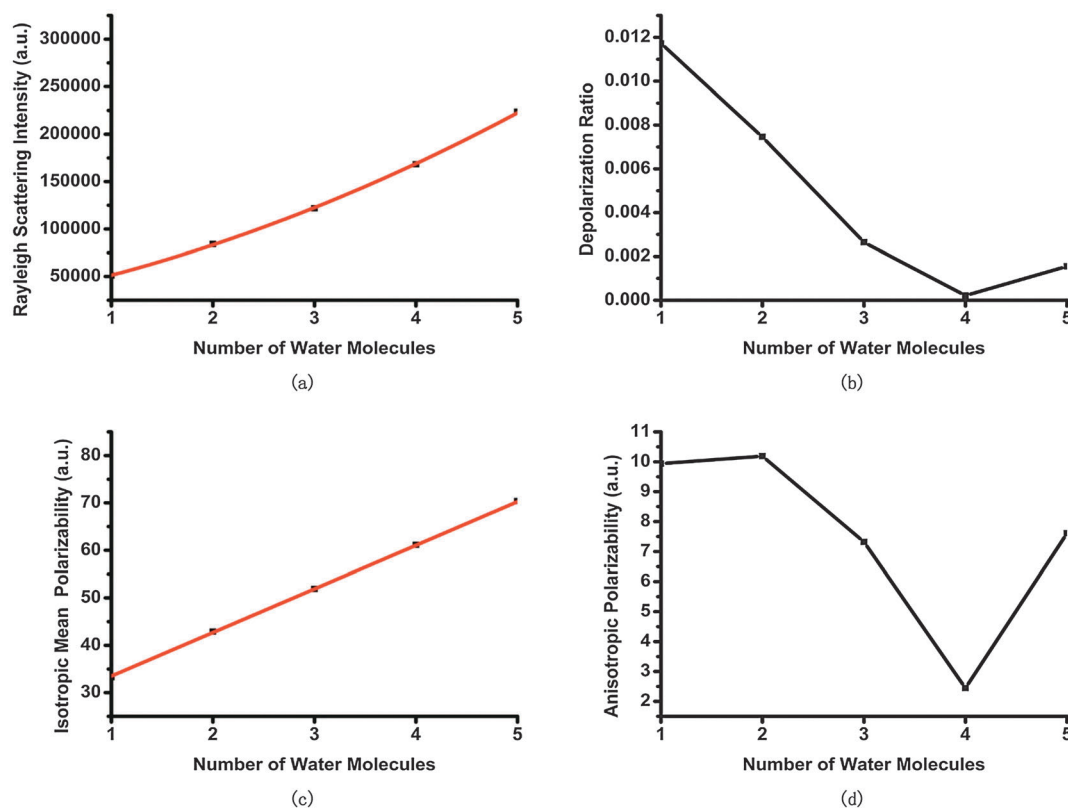 Rayleigh Scattering Intensity (a.u.)
300000
250000
200000
150000
100000
50000
1 2 3 4 5
Number of Water Molecules
(a)
Depolarization Ratio
0.012
0.010
0.008
0.006
0.004
0.002
0.000
1 2 3 4 5
Number of Water Molecules
(b)
Isotropic Mean Polarizability (a.u.)
80
70
60
50
40
30
1 2 3 4 5
Number of Water Molecules
(c)
Anisotropic Polarizability (a.u.)
11
10
9
8
7
6
5
4
3
2
1 2 3 4 5
Number of Water Molecules
(d)